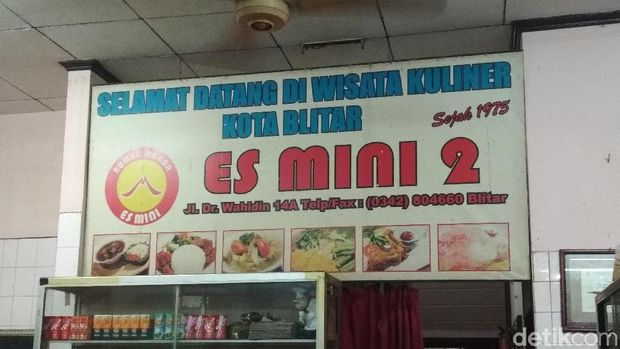 SELAMAT DATANG DI WISATA KULINER
KOTA BLITAR
Sejak 1975
ES MINI 2
RUMAH MAKAN
ES MINI
Jl. Dr. Wahidin 14A Telp/Fax : (0342) 804660 Blitar
detikcom